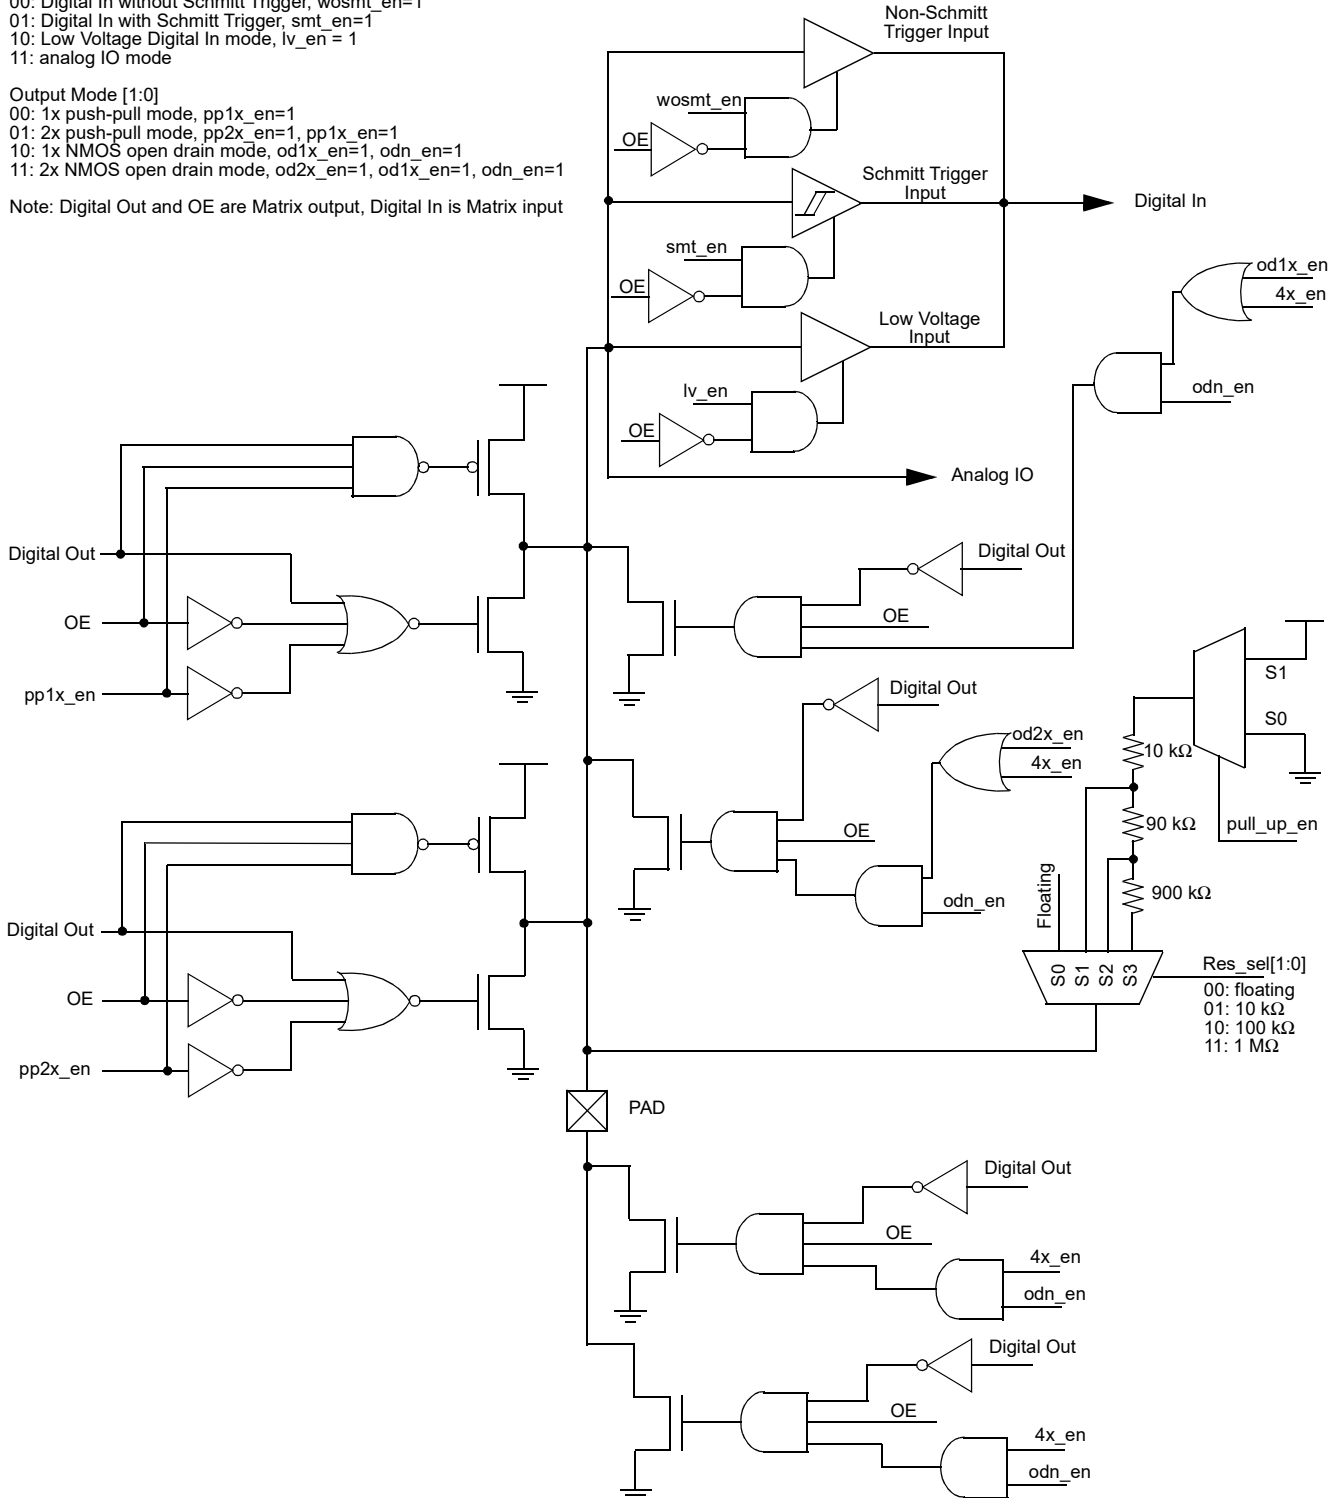 00: Digital In without Schmitt Trigger, wosmt_en=1
01: Digital In with Schmitt Trigger, smt_en=1
10: Low Voltage Digital In mode, lv_en = 1
11: analog IO mode
Output Mode [1:0]
00: 1x push-pull mode, pp1x_en=1
01: 2x push-pull mode, pp2x_en=1, pp1x_en=1
10: 1x NMOS open drain mode, od1x_en=1, odn_en=1
11: 2x NMOS open drain mode, od2x_en=1, od1x_en=1, odn_en=1
Note: Digital Out and OE are Matrix output, Digital In is Matrix input
Non-Schmitt
Trigger Input
wosmt_en
OE
Schmitt Trigger
Input
Digital In
smt_en
OE
od1x_en
4x_en
Low Voltage
Input
lv_en
odn_en
OE
Analog IO
Digital Out
OE
pp1x_en
Digital Out
OE
Digital Out
od2x_en
4x_en
OE
odn_en
S1
S0
10 kΩ
90 kΩ
pull_up_en
900 kΩ
Floating
S0
S1
S2
S3
Res_sel[1:0]
00: floating
01: 10 kΩ
10: 100 kΩ
11: 1 MΩ
Digital Out
OE
pp2x_en
PAD
Digital Out
OE
4x_en
odn_en
Digital Out
OE
4x_en
odn_en